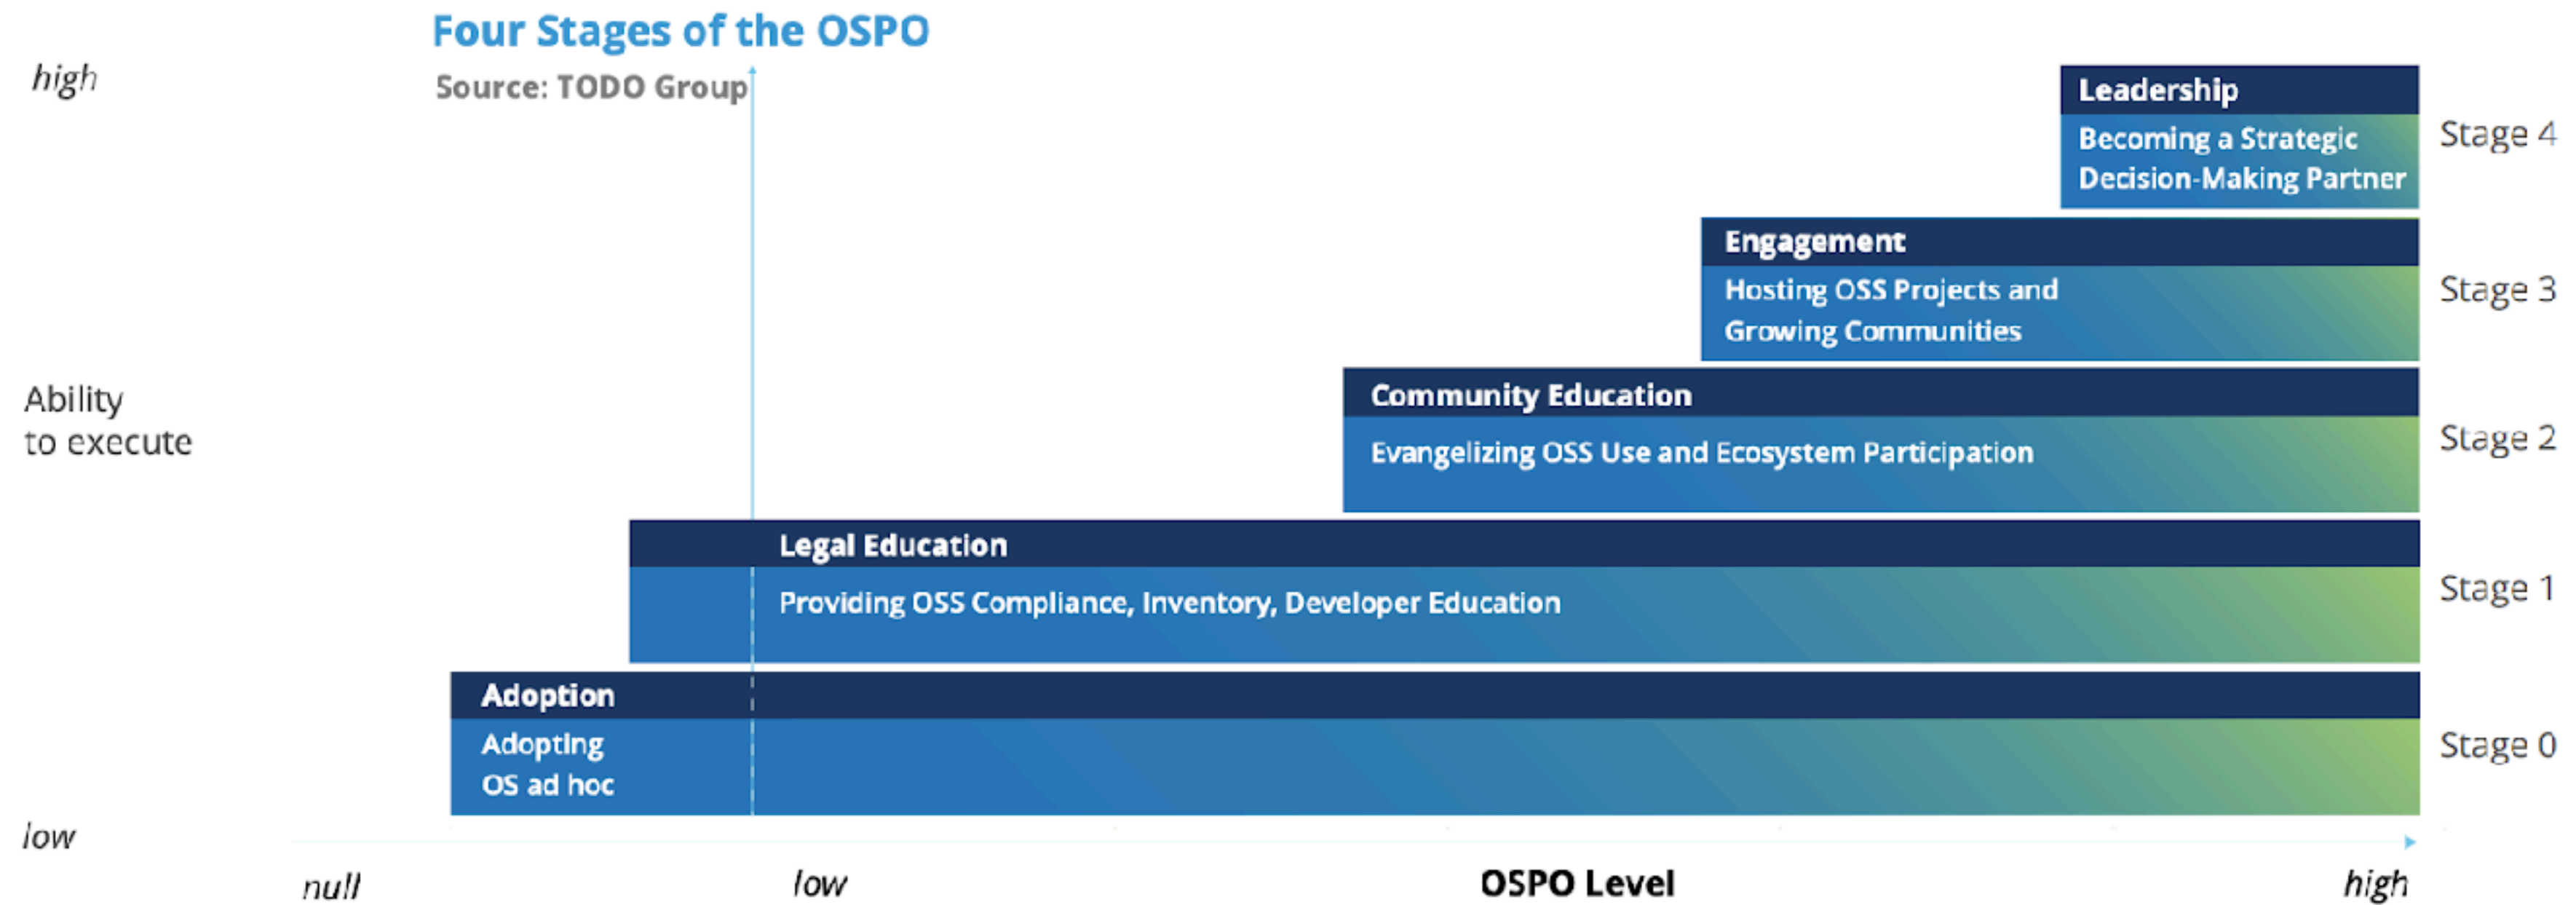 Four Stages of the OSPO
Source: TODO Group
high
Leadership
Becoming a Strategic
Decision-Making Partner
Stage 4
Engagement
Hosting OSS Projects and
Growing Communities
Stage 3
Ability
to execute
Community Education
Evangelizing OSS Use and Ecosystem Participation
Stage 2
Legal Education
Providing OSS Compliance, Inventory, Developer Education
Stage 1
Adoption
Adopting
OS ad hoc
Stage 0
low
null
low
OSPO Level
high